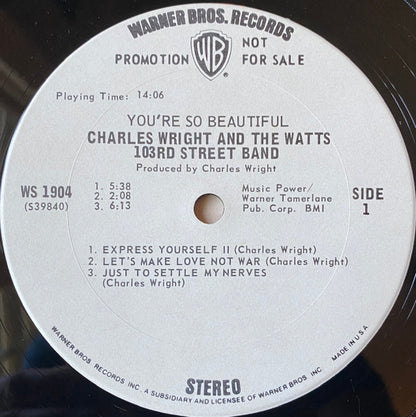 WARNER BROS. RECORDS
PROMOTION NOT FOR SALE
WB
Playing Time: 14:06
YOU'RE SO BEAUTIFUL
CHARLES WRIGHT AND THE WATTS
103RD STREET BAND
Produced by Charles Wright
WS 1904
(S39840)
1. 5:38
2. 2:08
3. 6:13
Music Power/
Warner Tamerlane
Pub. Corp. BMI
SIDE
1
1. EXPRESS YOURSELF II (Charles Wright)
2. LET'S MAKE LOVE NOT WAR (Charles Wright)
3. JUST TO SETTLE MY NERVES
(Charles Wright)
STEREO
WARNER BROS. RECORDS INC. A SUBSIDIARY AND LICENSEE OF WARNER BROS. INC. MADE IN U.S.A.